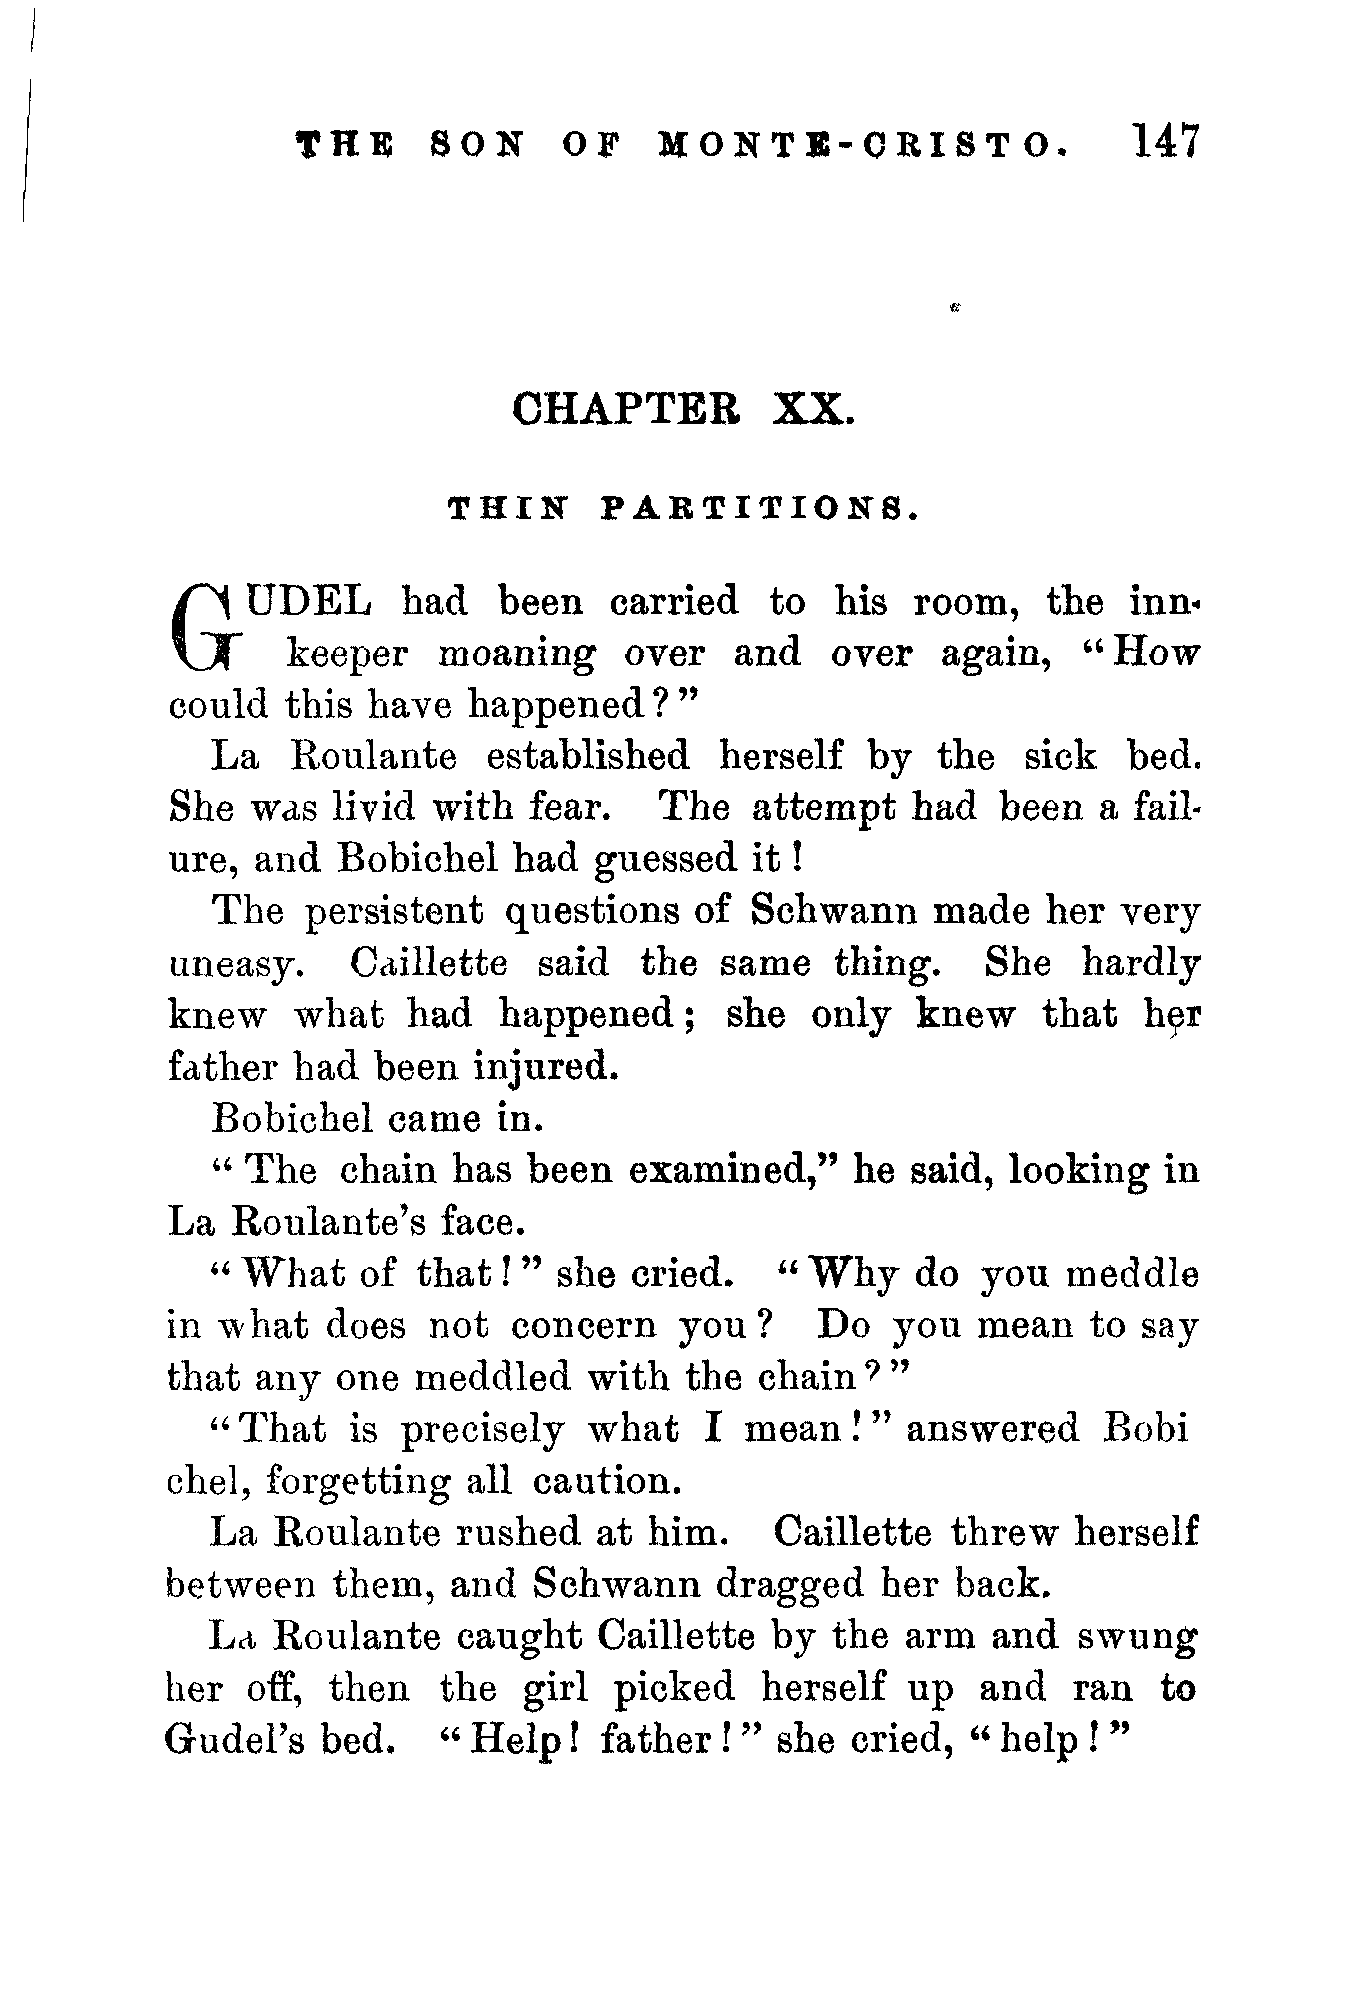 THE SON OF MONTE-CRISTO. 147
CHAPTER XX.
THIN PARTITIONS.
GUDEL had been carried to his room, the inn-
keeper moaning over and over again, “How
could this have happened?”
La Roulante established herself by the sick bed.
She was livid with fear. The attempt had been a fail-
ure, and Bobichel had guessed it!
The persistent questions of Schwann made her very
uneasy. Caillette said the same thing. She hardly
knew what had happened; she only knew that her
father had been injured.
Bobichel came in.
“The chain has been examined,” he said, looking in
La Roulante’s face.
“What of that!” she cried. “Why do you meddle
in what does not concern you? Do you mean to say
that any one meddled with the chain?”
“That is precisely what I mean!” answered Bobi
chel, forgetting all caution.
La Roulante rushed at him. Caillette threw herself
between them, and Schwann dragged her back.
La Roulante caught Caillette by the arm and swung
her off, then the girl picked herself up and ran to
Gudel’s bed. “Help! father!” she cried, “help!”